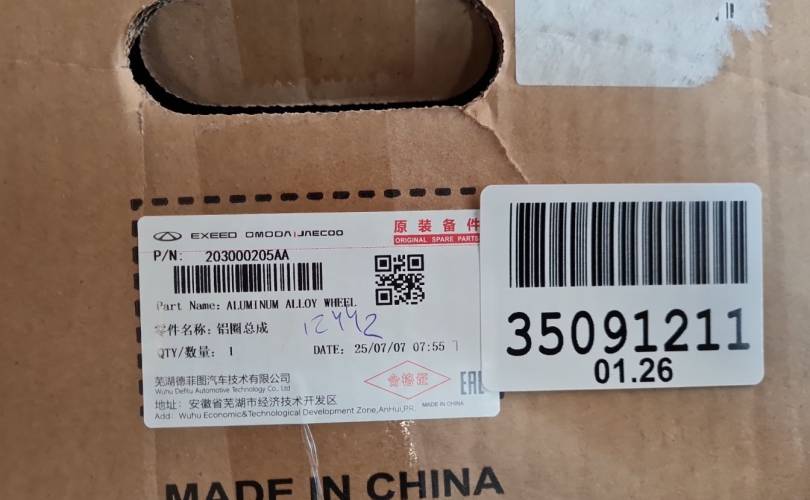 EXEED OMODA|JAECOO
原装备件
ORIGINAL SPARE PARTS
P/N: 203000205AA
Part Name: ALUMINUM ALLOY WHEEL
零件名称: 铝圈总成
12442
QTY/数量: 1 DATE: 25/07/07 07:55
芜湖德菲图汽车技术有限公司
Wuhu Defitu Automotive Technology Co., Ltd
合格证
EAC
地址: 安徽省芜湖市经济技术开发区
MADE IN CHINA
Add: Wuhu Economic&Technological Development Zone,AnHui,PR.
35091211
01.26
MADE IN CHINA